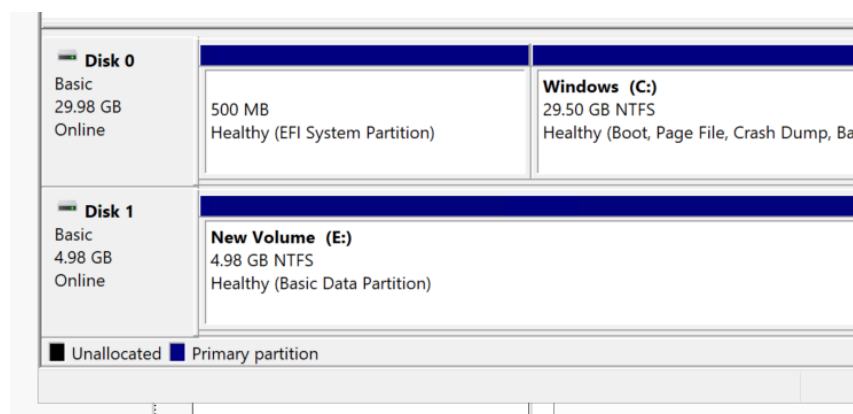 Disk 0
Basic
29.98 GB
Online
500 MB
Healthy (EFI System Partition)
Windows (C:)
29.50 GB NTFS
Healthy (Boot, Page File, Crash Dump, Ba
Disk 1
Basic
4.98 GB
Online
New Volume (E:)
4.98 GB NTFS
Healthy (Basic Data Partition)
Unallocated Primary partition